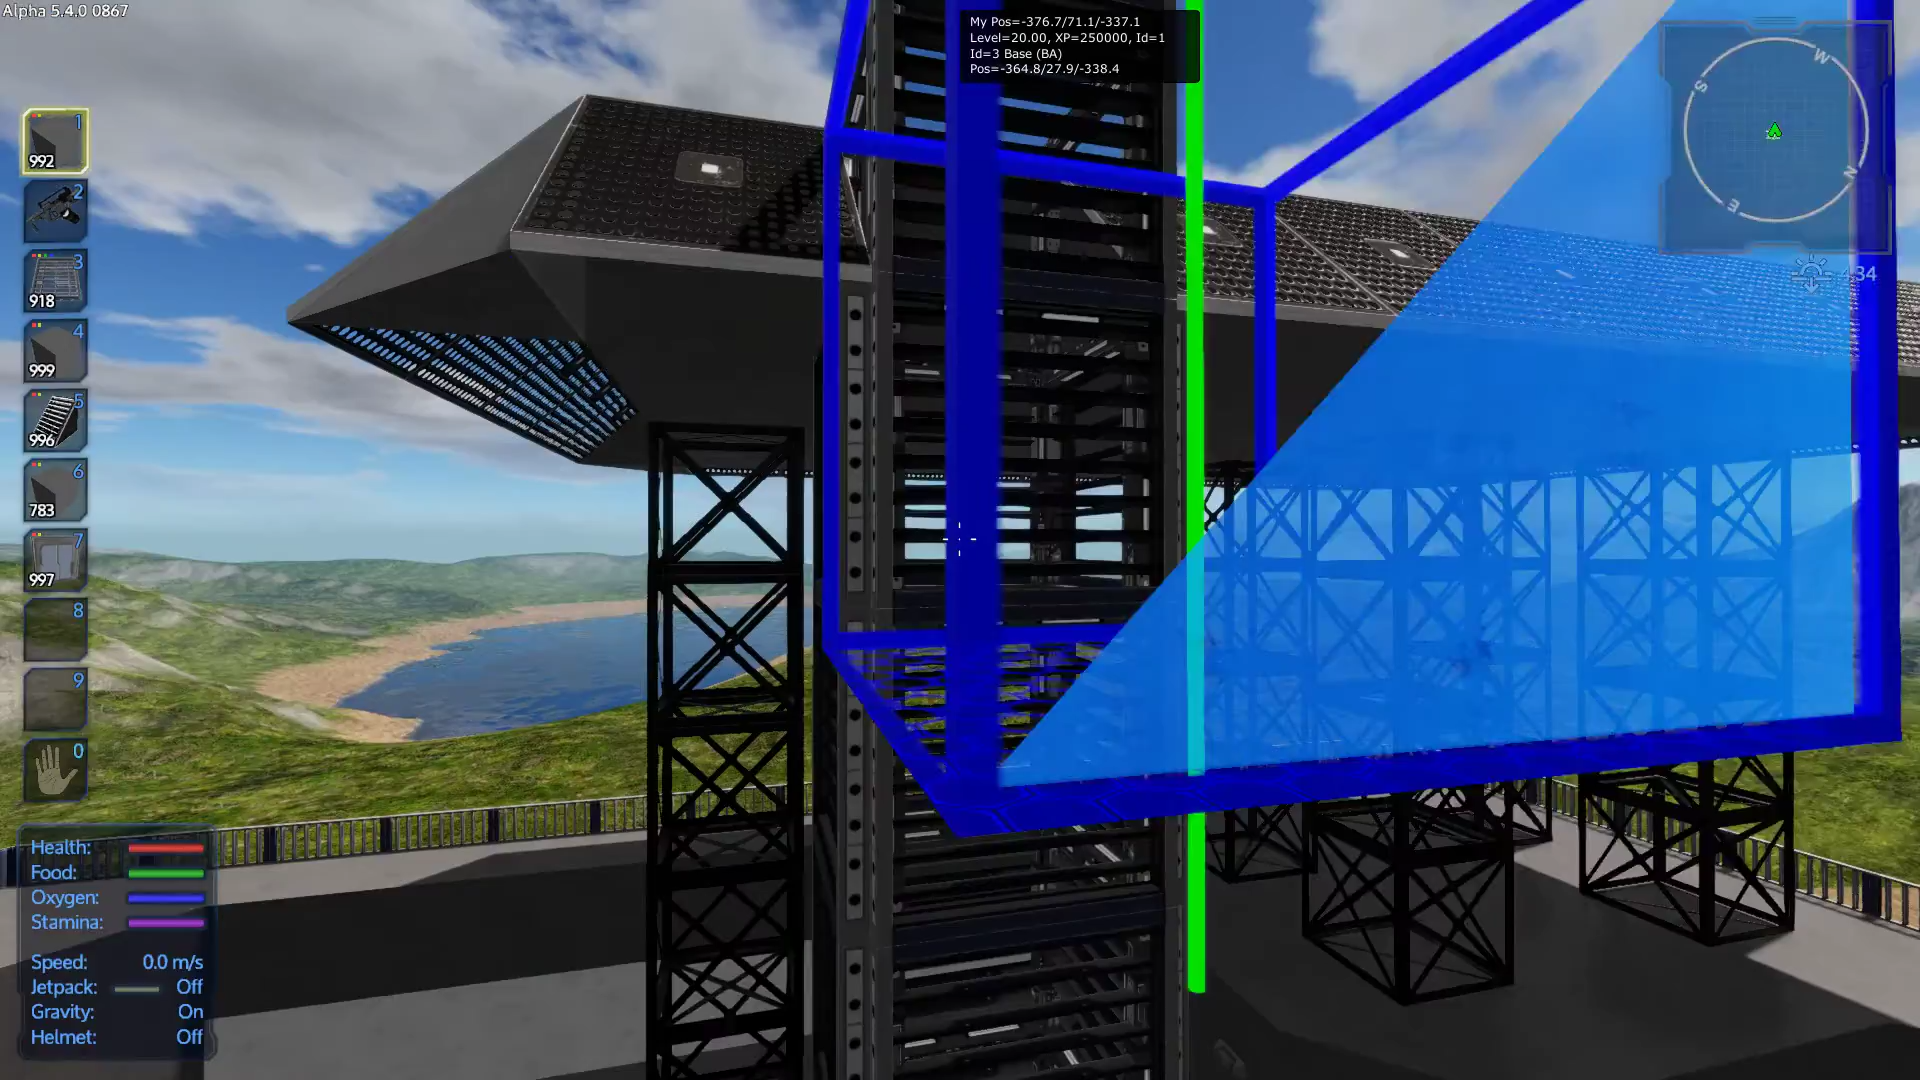 Alpha 5.4.0 0867
My Pos=-376.7/71.1/-337.1
Level=20.00, XP=250000, Id=1
Id=3 Base (BA)
Pos=-364.8/27.9/-338.4
W
S
N
E
4:34
1
992
2
3
918
4
999
5
996
6
783
7
997
8
9
0
Health:
Food:
Oxygen:
Stamina:
Speed: 0.0 m/s
Jetpack: Off
Gravity: On
Helmet: Off